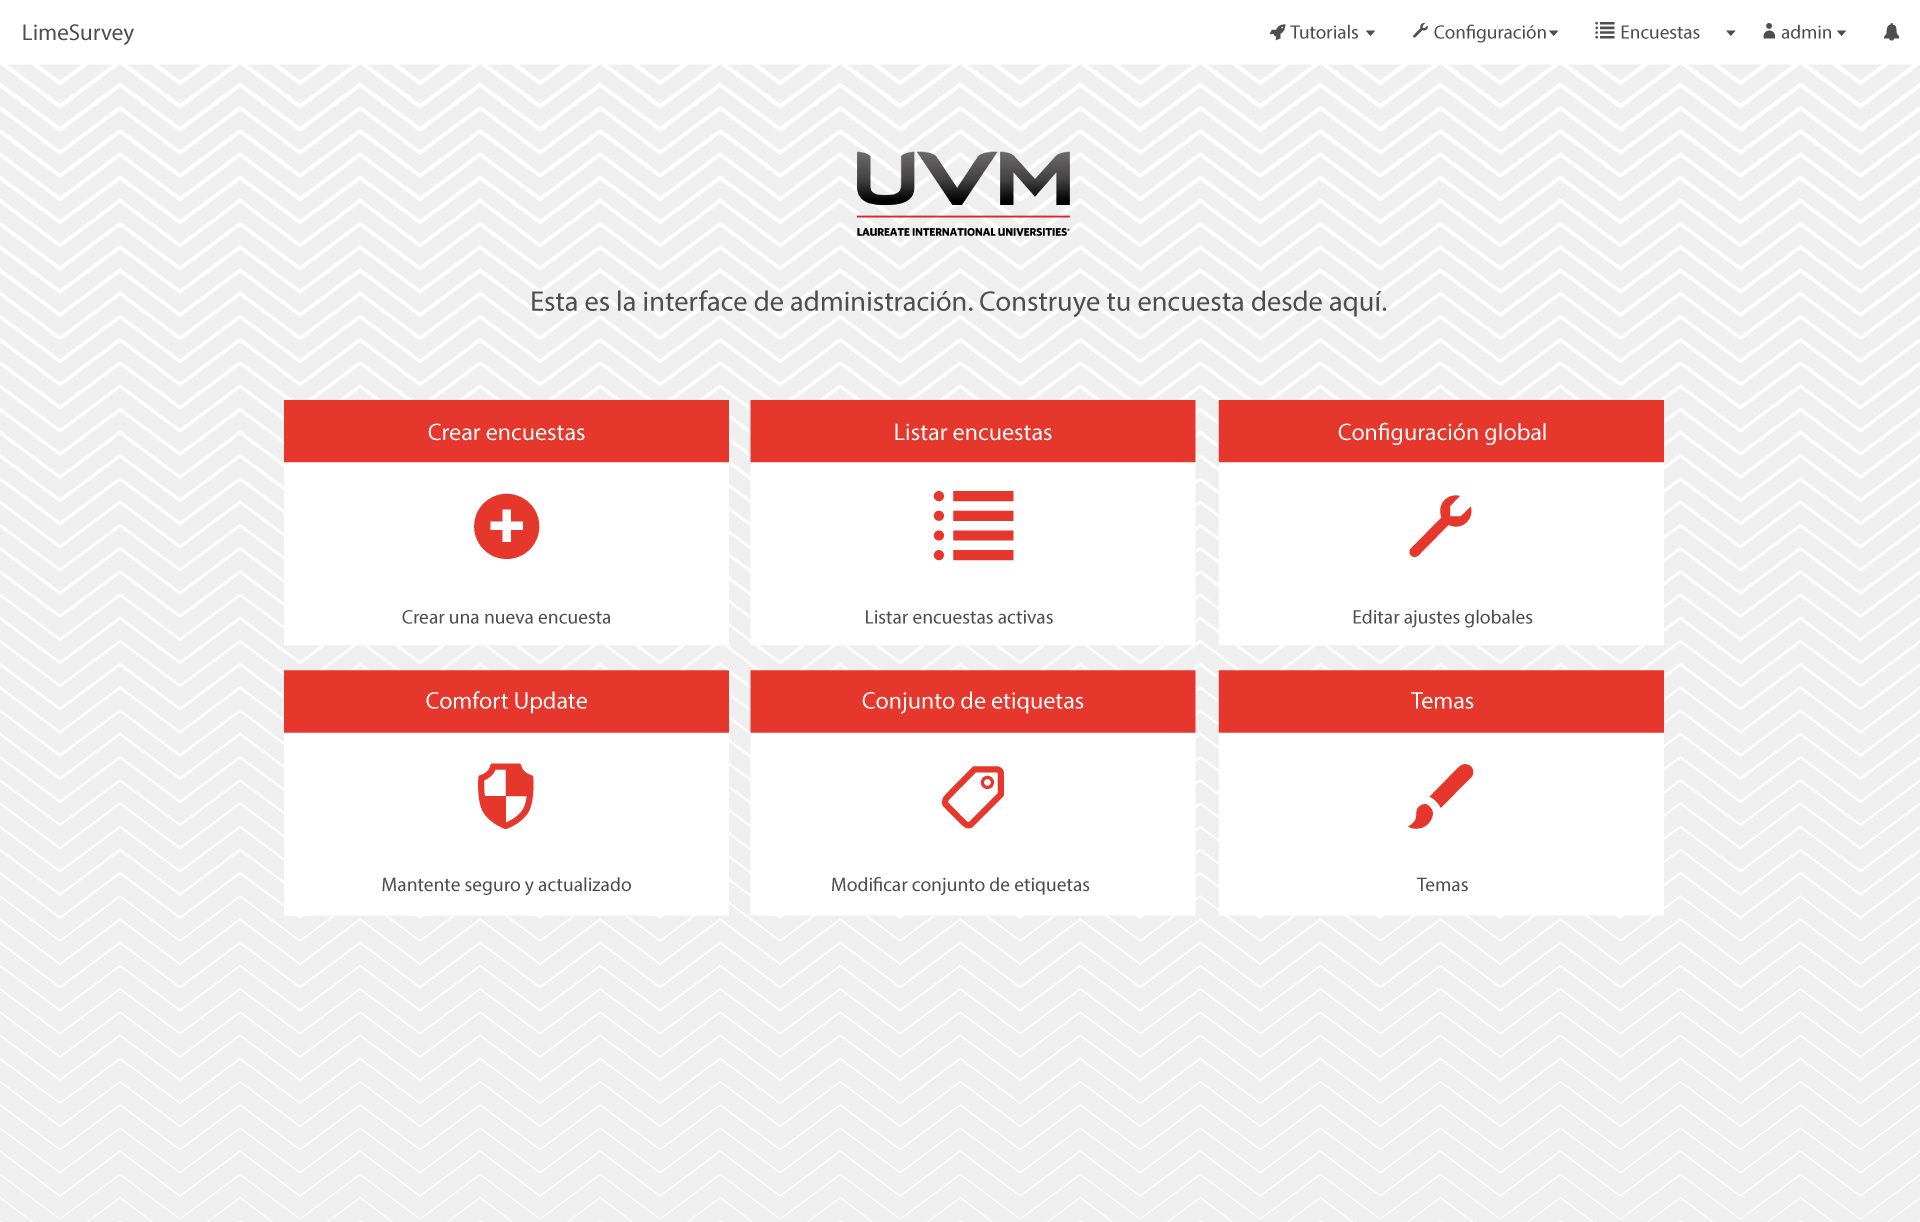 LimeSurvey
Tutorials
Configuración
Encuestas
admin
UVM
LAUREATE INTERNATIONAL UNIVERSITIES®
Esta es la interface de administración. Construye tu encuesta desde aquí.
Crear encuestas
Listar encuestas
Configuración global
Crear una nueva encuesta
Listar encuestas activas
Editar ajustes globales
Comfort Update
Conjunto de etiquetas
Temas
Mantente seguro y actualizado
Modificar conjunto de etiquetas
Temas